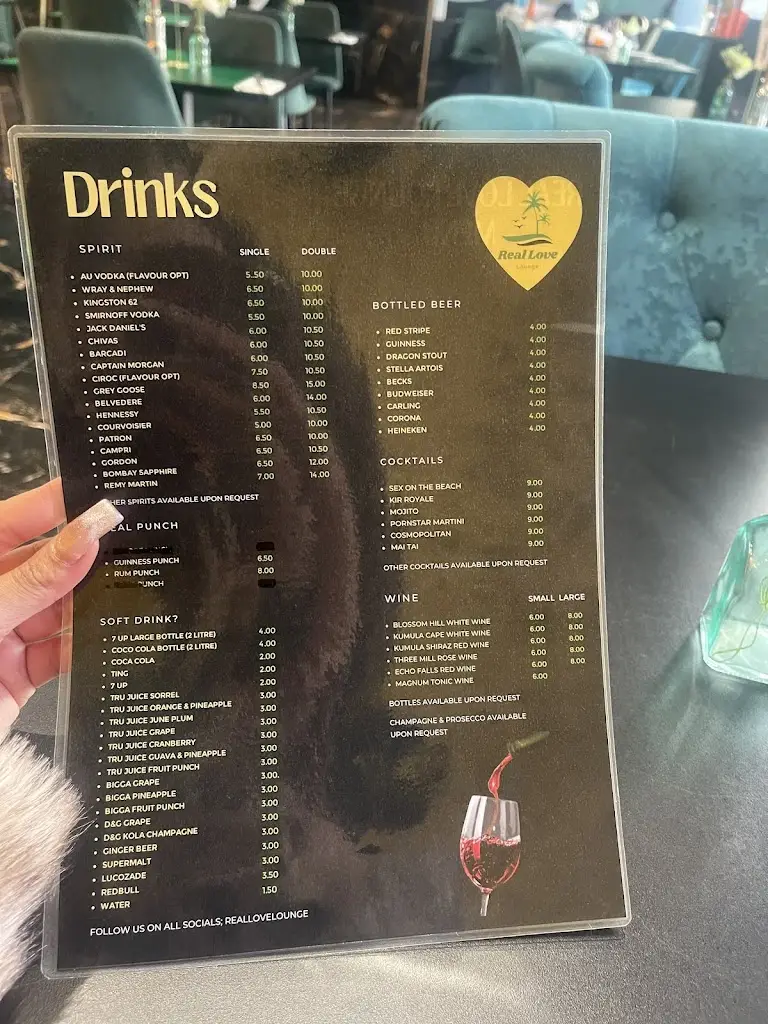 Drinks
Real Love
Lounge
SPIRIT
SINGLE DOUBLE
• AU VODKA (FLAVOUR OPT)
• WRAY & NEPHEW
• KINGSTON 62
• SMIRNOFF VODKA
• JACK DANIEL'S
• CHIVAS
• BARCADI
• CAPTAIN MORGAN
• CIROC (FLAVOUR OPT)
• GREY GOOSE
• BELVEDERE
• HENNESSY
• COURVOISIER
• PATRON
• CAMPRI
• GORDON
• BOMBAY SAPPHIRE
• REMY MARTIN
5.50 10.00
6.50 10.00
6.50 10.00
5.50 10.00
6.00 10.50
6.00 10.50
6.00 10.50
7.50 10.50
8.50 15.00
6.00 14.00
5.50 10.50
5.00 10.00
6.50 10.00
6.50 10.50
6.50 12.00
7.00 14.00
SPIRITS AVAILABLE UPON REQUEST
PUNCH
• GUINNESS PUNCH 6.50
• RUM PUNCH 8.00
PUNCH
SOFT DRINK?
• 7 UP LARGE BOTTLE (2 LITRE)
• COCO COLA BOTTLE (2 LITRE)
• COCA COLA
• TING
• 7 UP
• TRU JUICE SORREL
• TRU JUICE ORANGE & PINEAPPLE
• TRU JUICE JUNE PLUM
• TRU JUICE GRAPE
• TRU JUICE CRANBERRY
• TRU JUICE GUAVA & PINEAPPLE
• TRU JUICE FRUIT PUNCH
• BIGGA GRAPE
• BIGGA PINEAPPLE
• BIGGA FRUIT PUNCH
• D&G GRAPE
• D&G KOLA CHAMPAGNE
• GINGER BEER
• SUPERMALT
• LUCOZADE
• REDBULL
• WATER
4.00
4.00
2.00
2.00
2.00
3.00
3.00
3.00
3.00
3.00
3.00
3.00.
3.00
3.00
3.00
3.00
3.00
3.00
3.50
1.50
FOLLOW US ON ALL SOCIALS; REALLOVELOUNGE
BOTTLED BEER
• RED STRIPE 4.00
• GUINNESS 4.00
• DRAGON STOUT 4.00
• STELLA ARTOIS 4.00
• BECKS 4.00
• BUDWEISER 4.00
• CARLING 4.00
• CORONA 4.00
• HEINEKEN 4.00
COCKTAILS
• SEX ON THE BEACH 9.00
• KIR ROYALE 9.00
• MOJITO 9.00
• PORNSTAR MARTINI 9.00
• COSMOPOLITAN 9.00
• MAI TAI 9.00
OTHER COCKTAILS AVAILABLE UPON REQUEST
WINE
SMALL LARGE
• BLOSSOM HILL WHITE WINE 6.00 8.00
• KUMULA CAPE WHITE WINE 6.00 8.00
• KUMULA SHIRAZ RED WINE 6.00 8.00
• THREE MILL ROSE WINE 6.00 8.00
• ECHO FALLS RED WINE 6.00 8.00
• MAGNUM TONIC WINE 6.00
BOTTLES AVAILABLE UPON REQUEST
CHAMPAGNE & PROSECCO AVAILABLE
UPON REQUEST